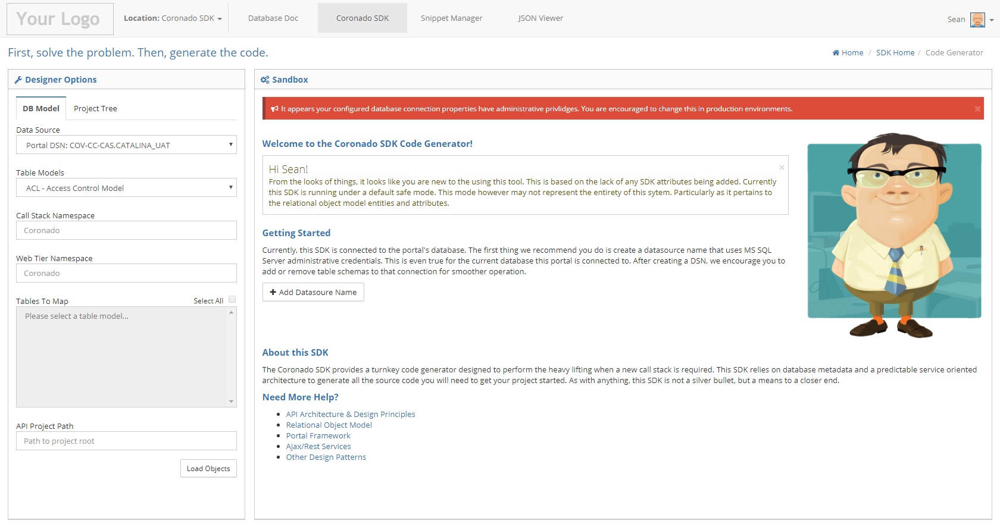 Your Logo
Location: Coronado SDK
Database Doc
Coronado SDK
Snippet Manager
JSON Viewer
Sean
First, solve the problem. Then, generate the code.
Home / SDK Home / Code Generator
Designer Options
DB Model
Project Tree
Data Source
Portal DSN: COV-CC-CAS.CATALINA_UAT
Table Models
ACL - Access Control Model
Call Stack Namespace
Coronado
Web Tier Namespace
Coronado
Tables To Map
Select All
Please select a table model...
API Project Path
Path to project root
Load Objects
Sandbox
It appears your configured database connection properties have administrative privlidges. You are encouraged to change this in production environments.
Welcome to the Coronado SDK Code Generator!
Hi Sean!
From the looks of things, it looks like you are new to the using this tool. This is based on the lack of any SDK attributes being added. Currently
this SDK is running under a default safe mode. This mode however may not represent the entirety of this sytem. Particularly as it pertains to
the relational object model entities and attributes.
Getting Started
Currently, this SDK is connected to the portal's database. The first thing we recommend you do is create a datasource name that uses MS SQL
Server administrative credentials. This is even true for the current database this portal is connected to. After creating a DSN, we encourage you to
add or remove table schemas to that connection for smoother operation.
Add Datasoure Name
About this SDK
The Coronado SDK provides a turnkey code generator designed to perform the heavy lifting when a new call stack is required. This SDK relies on database metadata and a predictable service oriented
architecture to generate all the source code you will need to get your project started. As with anything, this SDK is not a silver bullet, but a means to a closer end.
Need More Help?
API Architecture & Design Principles
Relational Object Model
Portal Framework
Ajax/Rest Services
Other Design Patterns